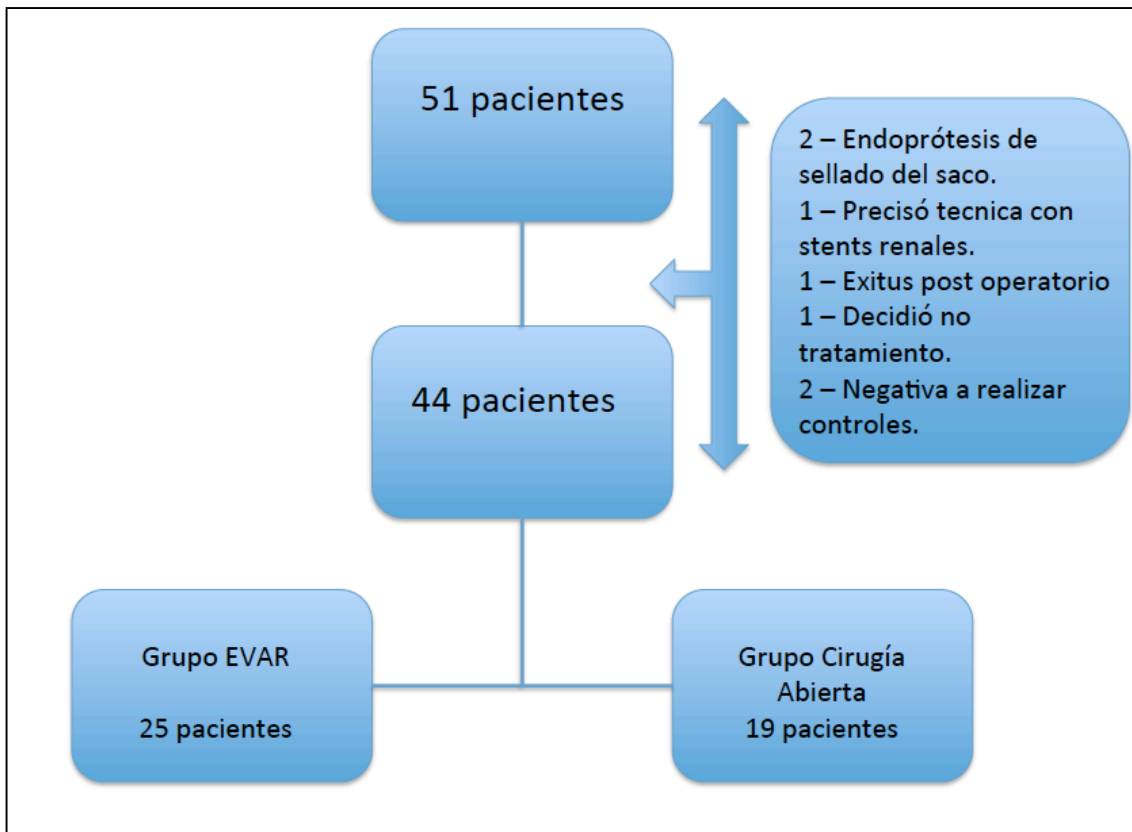 51 pacientes
2 – Endoprótesis de
sellado del saco.
1 – Precisó tecnica con
stents renales.
1 – Exitus post operatorio
1 – Decidió no
tratamiento.
2 – Negativa a realizar
controles.
44 pacientes
Grupo EVAR
25 pacientes
Grupo Cirugía
Abierta
19 pacientes